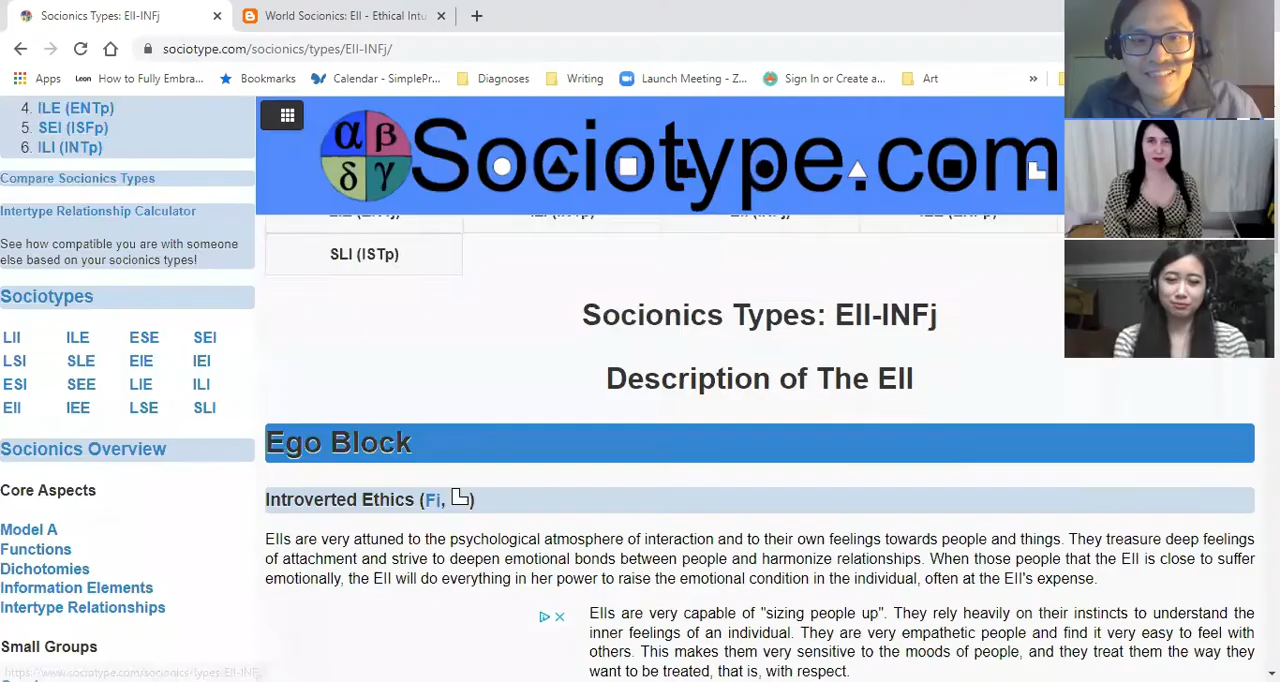 Socionics Types: EII-INFj
World Socionics: EII - Ethical Intu
sociotype.com/socionics/types/EII-INFj/
Apps Leon How to Fully Embra... Bookmarks Calendar - SimplePr... Diagnoses Writing Launch Meeting - Z... Sign In or Create a... Art »
4. ILE (ENTp)
5. SEI (ISFp)
6. ILI (INTp)
Compare Socionics Types
Intertype Relationship Calculator
See how compatible you are with someone
else based on your socionics types!
Sociotypes
LII ILE ESE SEI
LSI SLE EIE IEI
ESI SEE LIE ILI
EII IEE LSE SLI
Socionics Overview
Core Aspects
Model A
Functions
Dichotomies
Information Elements
Intertype Relationships
Small Groups
https://www.sociotype.com/socionics/types/EII-INFj
α β δ γ
Sociotype.com
SLI (ISTp)
Socionics Types: EII-INFj
Description of The EII
Ego Block
Introverted Ethics (Fi, )
EIIs are very attuned to the psychological atmosphere of interaction and to their own feelings towards people and things. They treasure deep feelings
of attachment and strive to deepen emotional bonds between people and harmonize relationships. When those people that the EII is close to suffer
emotionally, the EII will do everything in her power to raise the emotional condition in the individual, often at the EII's expense.
EIIs are very capable of "sizing people up". They rely heavily on their instincts to understand the
inner feelings of an individual. They are very empathetic people and find it very easy to feel with
others. This makes them very sensitive to the moods of people, and they treat them the way they
want to be treated, that is, with respect.